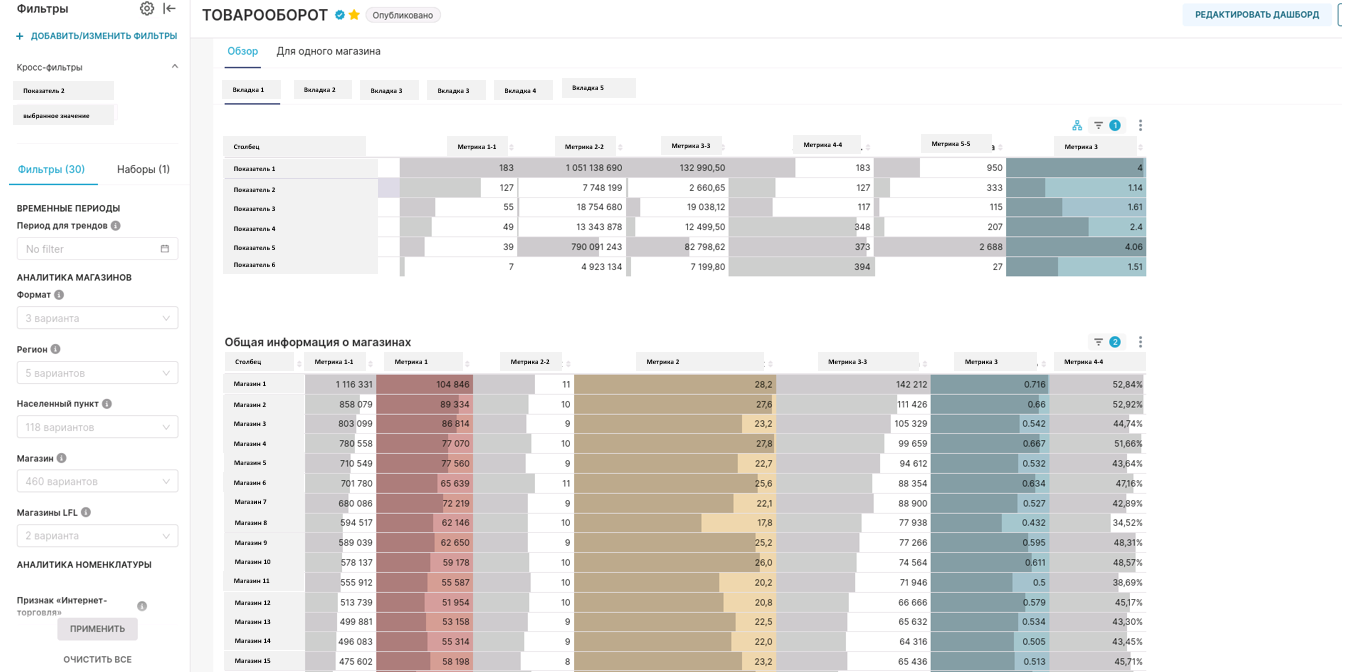 Фильтры
ТОВАРООБОРОТ Опубликовано РЕДАКТИРОВАТЬ ДАШБОРД
+ ДОБАВИТЬ/ИЗМЕНИТЬ ФИЛЬТРЫ
Кросс-фильтры
Показатель 2
выбранное значение
Фильтры (30) Наборы (1)
ВРЕМЕННЫЕ ПЕРИОДЫ
Период для трендов
No filter
АНАЛИТИКА МАГАЗИНОВ
Формат
3 варианта
Регион
5 вариантов
Населенный пункт
118 вариантов
Магазин
460 вариантов
Магазины LFL
2 варианта
АНАЛИТИКА НОМЕНКЛАТУРЫ
Признак «Интернет-
торговля»
ПРИМЕНИТЬ
ОЧИСТИТЬ ВСЕ
Обзор Для одного магазина
Вкладка 1 Вкладка 2 Вкладка 3 Вкладка 3 Вкладка 4 Вкладка 5
1
Столбец Метрика 1-1 Метрика 2-2 Метрика 3-3 Метрика 4-4 Метрика 5-5 Метрика 3
Показатель 1 183 1 051 138 690 132 990,50 183 950 4
Показатель 2 127 7 748 199 2 660,65 127 333 1.14
Показатель 3 55 18 754 680 19 038,12 117 115 1.61
Показатель 4 49 13 343 878 12 499,50 348 207 2.4
Показатель 5 39 790 091 243 82 798,62 373 2 688 4.06
Показатель 6 7 4 923 134 7 199,80 394 27 1.51
Общая информация о магазинах 2
Столбец Метрика 1-1 Метрика 1 Метрика 2-2 Метрика 2 Метрика 3-3 Метрика 3 Метрика 4-4
Магазин 1 1 116 331 104 846 11 28,2 142 212 0.716 52,84%
Магазин 2 858 079 89 334 10 27,6 111 426 0.66 52,92%
Магазин 3 803 099 86 814 9 23,2 105 329 0.542 44,74%
Магазин 4 780 558 77 070 10 27,8 99 659 0.667 51,66%
Магазин 5 710 549 77 560 9 22,7 94 612 0.532 43,64%
Магазин 6 701 780 65 639 11 25,6 88 354 0.634 47,16%
Магазин 7 680 086 72 219 9 22,1 88 900 0.527 42,89%
Магазин 8 594 517 62 146 10 17,8 77 938 0.432 34,52%
Магазин 9 589 039 62 650 9 25,2 77 266 0.595 48,31%
Магазин 10 578 137 59 178 10 26,0 74 564 0.611 48,57%
Магазин 11 555 912 55 587 10 20,2 71 946 0.5 38,69%
Магазин 12 513 739 51 954 10 20,8 66 666 0.579 45,17%
Магазин 13 499 881 53 158 9 22,5 65 632 0.534 43,30%
Магазин 14 496 083 55 314 9 22,0 64 316 0.505 43,45%
Магазин 15 475 602 58 198 8 23,2 65 436 0.513 45,71%